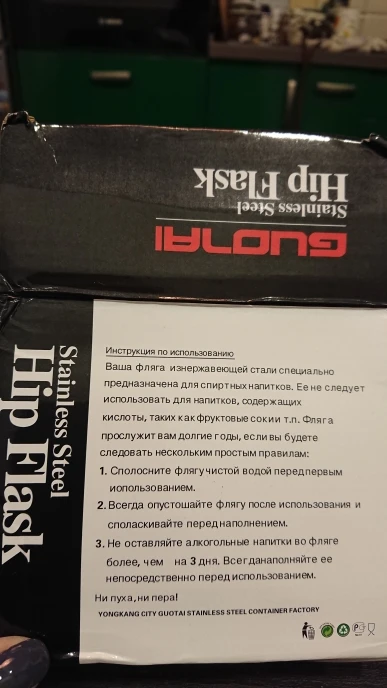 Hip Flask
Stainless Steel
GUOTAI
Stainless Steel
Hip Flask
Инструкция по использованию
Ваша фляга изнержавеющей стали специально
предназначена для спиртных напитков. Ее не следует
использовать для напитков, содержащих
кислоты, таких как фруктовые соки и т.п. Фляга
прослужит вам долгие годы, если вы будете
следовать нескольким простым правилам:
1. Сполосните флягу чистой водой перед первым
иопользованием.
2. Всегда опустошайте флягу после использования и
споласкивайте перед наполнением.
3. Не оставляйте алкогольные напитки во фляге
более, чем на 3 дня. Всегда наполняйте ее
непосредственно перед использованием.
Ни пуха, ни пера!
YONGKANG CITY GUOTAI STAINLESS STEEL CONTAINER FACTORY